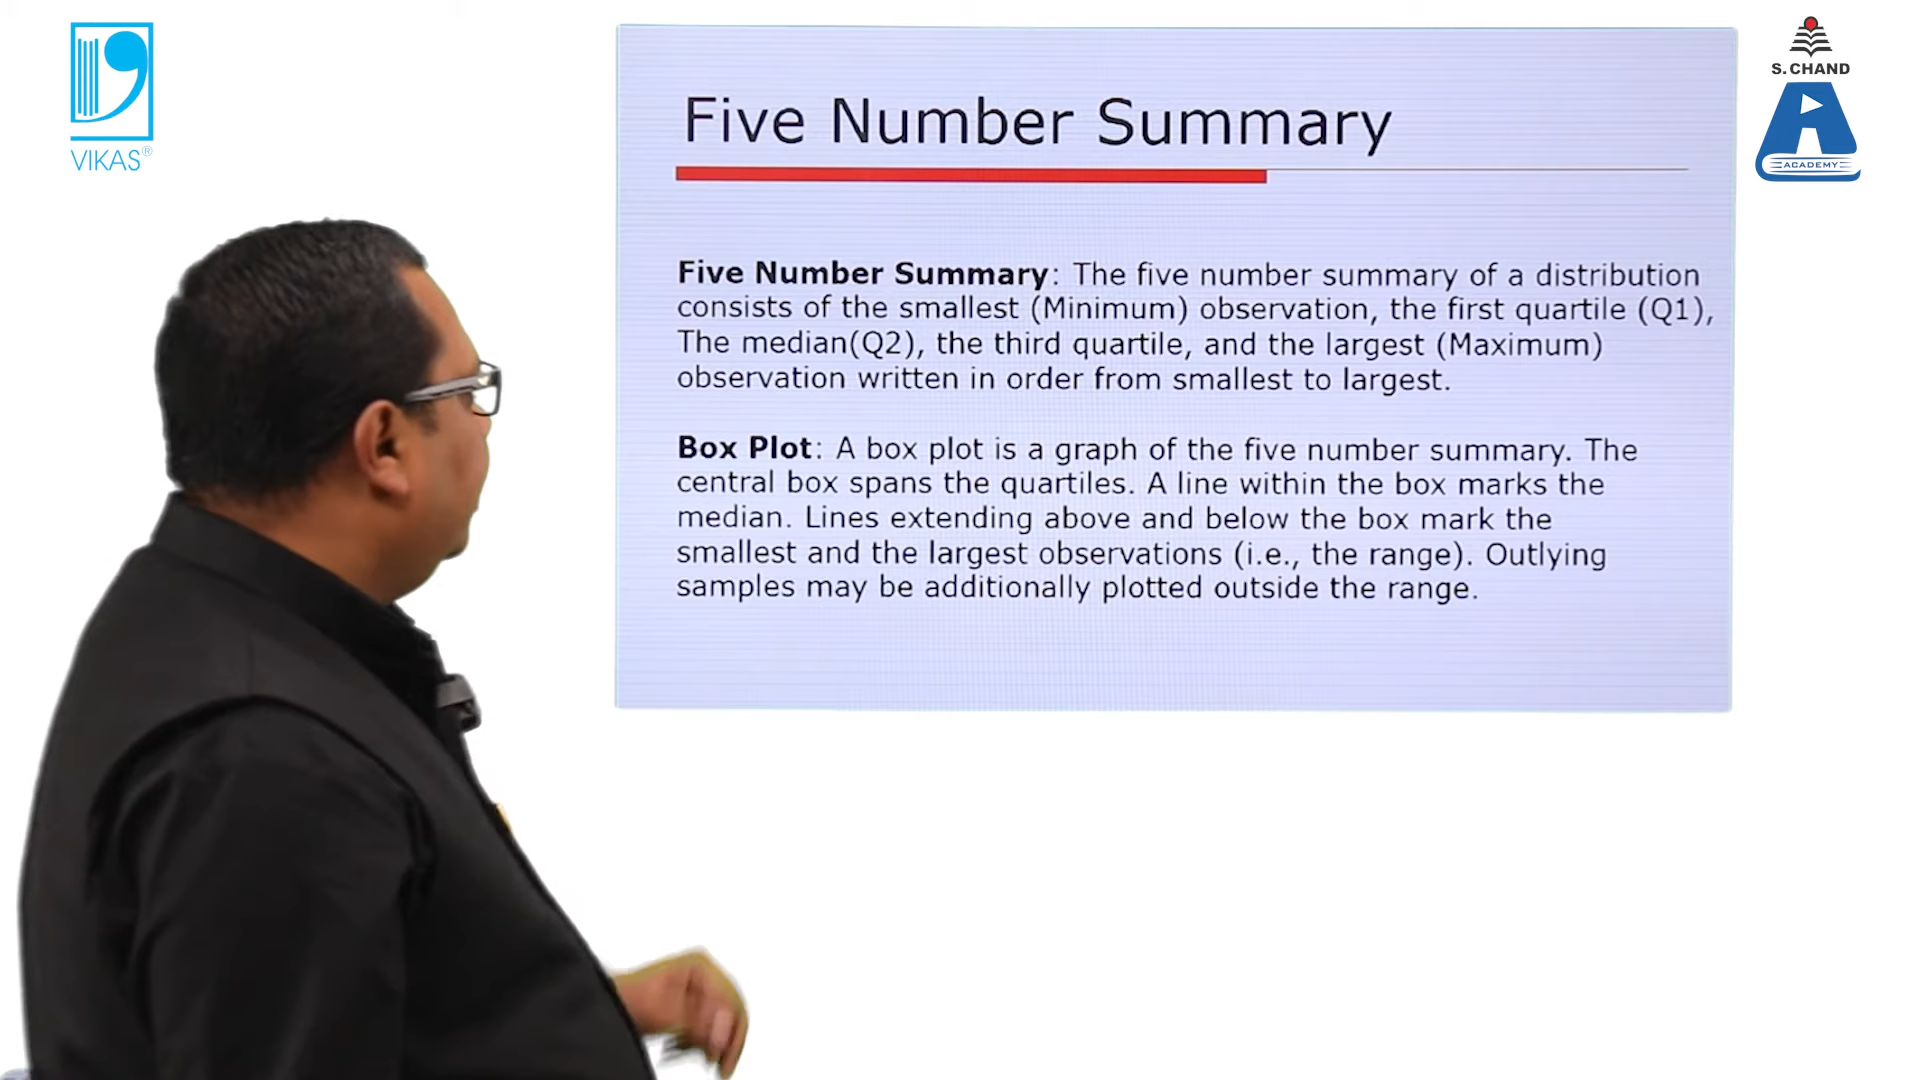 VIKAS®
S. CHAND
ACADEMY
Five Number Summary
Five Number Summary: The five number summary of a distribution
consists of the smallest (Minimum) observation, the first quartile (Q1),
The median(Q2), the third quartile, and the largest (Maximum)
observation written in order from smallest to largest.
Box Plot: A box plot is a graph of the five number summary. The
central box spans the quartiles. A line within the box marks the
median. Lines extending above and below the box mark the
smallest and the largest observations (i.e., the range). Outlying
samples may be additionally plotted outside the range.